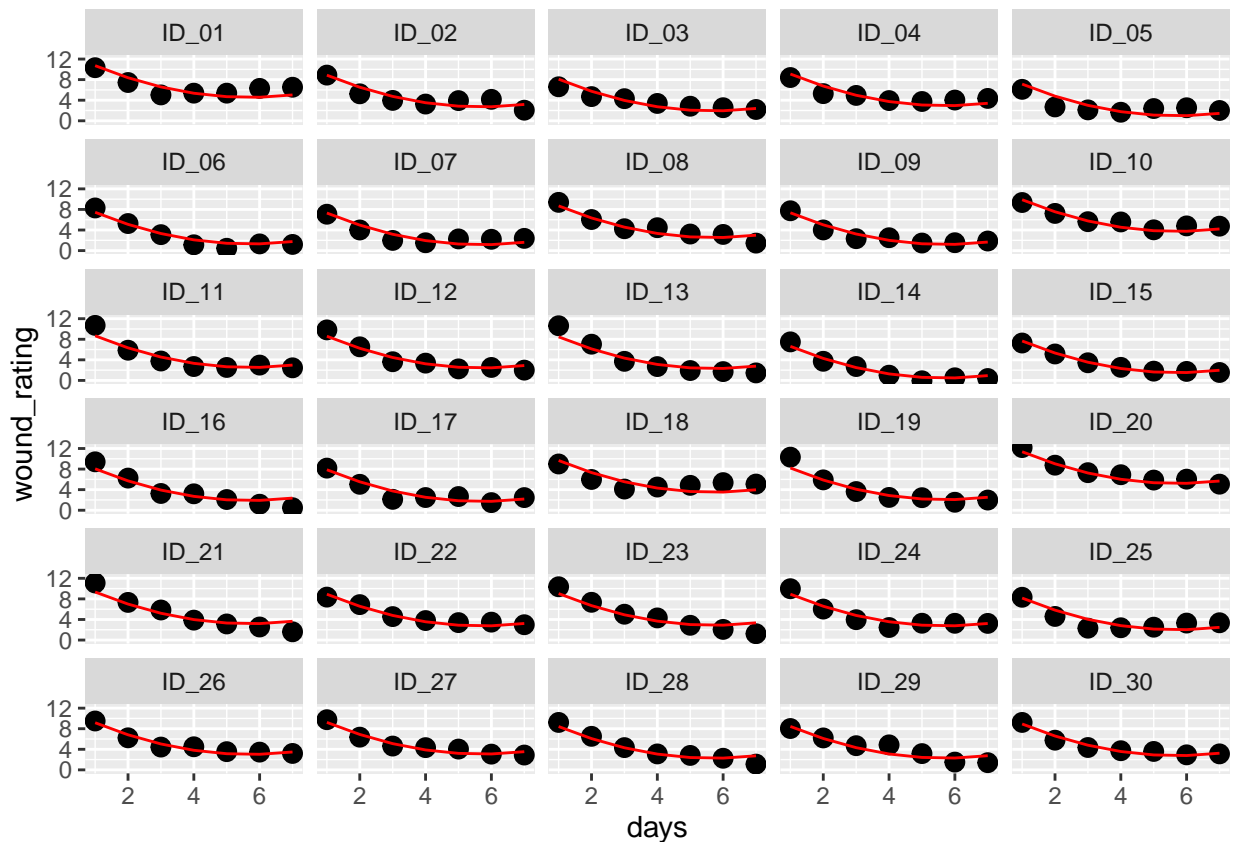 ID_01 ID_02 ID_03 ID_04 ID_05
12
8
4
0
ID_06 ID_07 ID_08 ID_09 ID_10
12
8
4
0
ID_11 ID_12 ID_13 ID_14 ID_15
12
8
4
0
ID_16 ID_17 ID_18 ID_19 ID_20
12
8
4
0
ID_21 ID_22 ID_23 ID_24 ID_25
12
8
4
0
ID_26 ID_27 ID_28 ID_29 ID_30
12
8
4
0
2 4 6 2 4 6 2 4 6 2 4 6 2 4 6
days
wound_rating